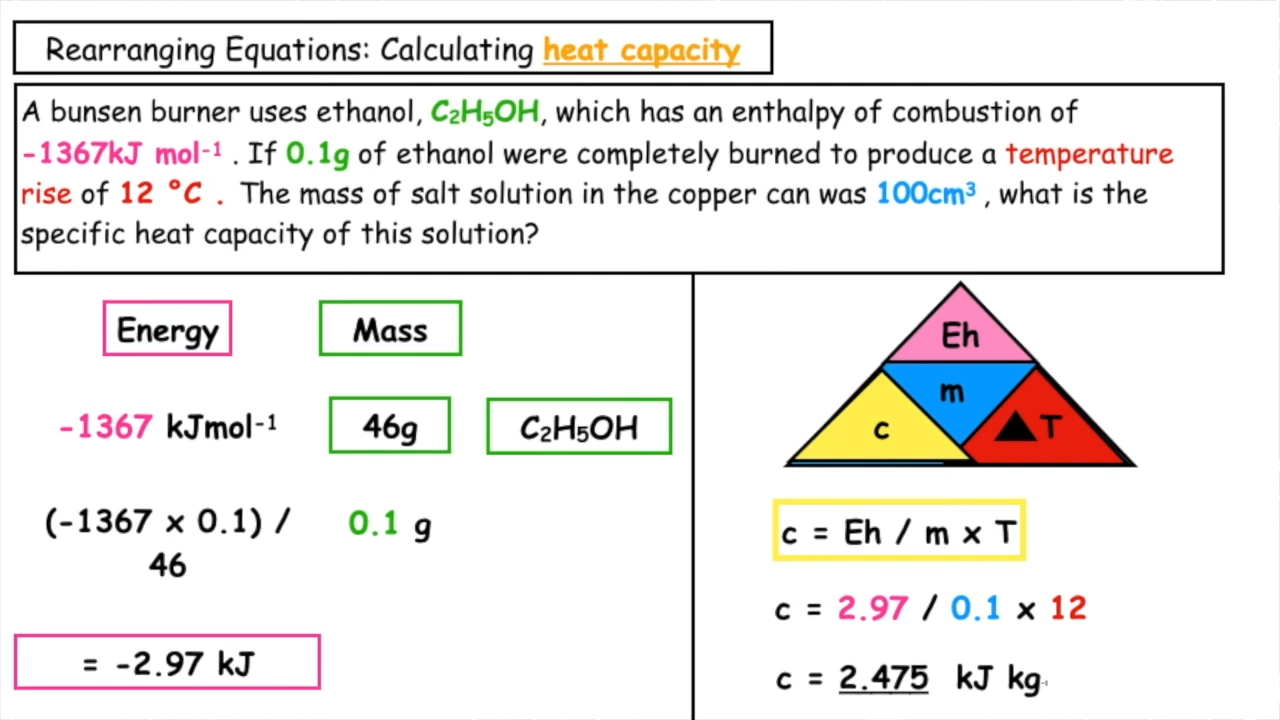 Rearranging Equations: Calculating heat capacity
A bunsen burner uses ethanol, C₂H₅OH, which has an enthalpy of combustion of
-1367kJ mol⁻¹ . If 0.1g of ethanol were completely burned to produce a temperature
rise of 12 °C . The mass of salt solution in the copper can was 100cm³ , what is the
specific heat capacity of this solution?
Energy
Mass
-1367 kJmol⁻¹
46g
C₂H₅OH
(-1367 x 0.1) /
46
0.1 g
= -2.97 kJ
Eh
m
c
▲T
c = Eh / m x T
c = 2.97 / 0.1 x 12
c = 2.475 kJ kg⁻¹